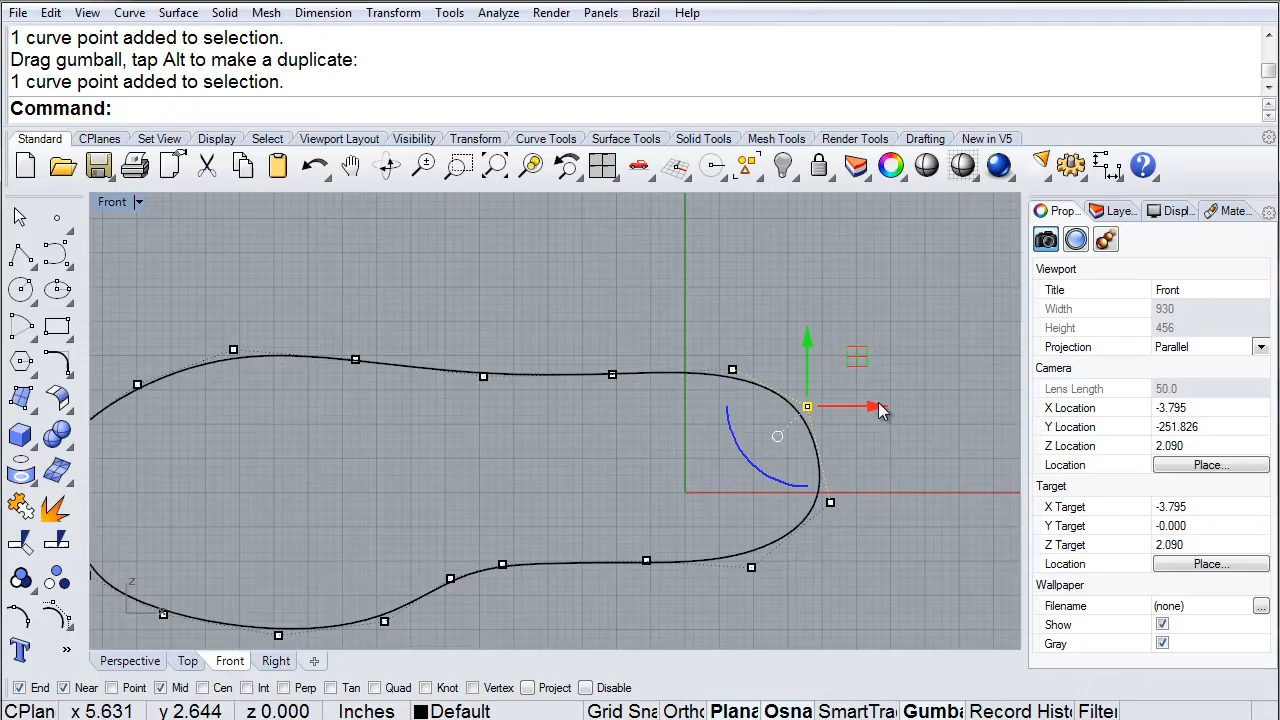 File Edit View Curve Surface Solid Mesh Dimension Transform Tools Analyze Render Panels Brazil Help
1 curve point added to selection.
Drag gumball, tap Alt to make a duplicate:
1 curve point added to selection.
Command:
Standard CPlanes Set View Display Select Viewport Layout Visibility Transform Curve Tools Surface Tools Solid Tools Mesh Tools Render Tools Drafting New in V5
Front
Prop... Laye... Displ... Mate...
Viewport
Title Front
Width 930
Height 456
Projection Parallel
Camera
Lens Length 50.0
X Location -3.795
Y Location -251.826
Z Location 2.090
Location Place...
Target
X Target -3.795
Y Target -0.000
Z Target 2.090
Location Place...
Wallpaper
Filename (none) ...
Show
Gray
z
x
T
Perspective Top Front Right
End Near Point Mid Cen Int Perp Tan Quad Knot Vertex Project Disable
CPlan x 5.631 y 2.644 z 0.000 Inches Default Grid Sna Ortho Plana Osna SmartTra Gumba Record Histo Filter